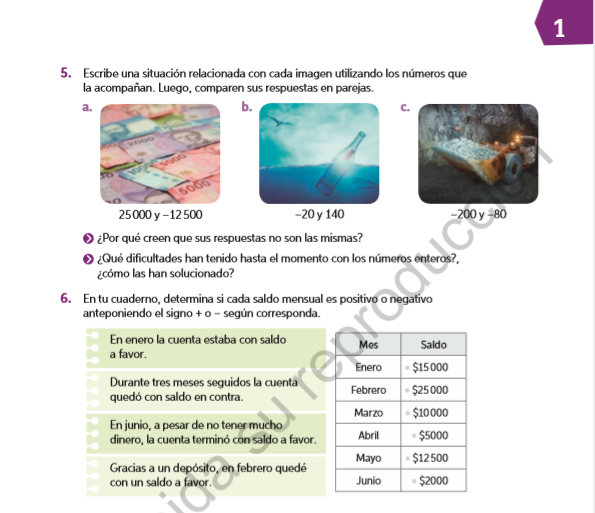 1
5. Escribe una situación relacionada con cada imagen utilizando los números que
la acompañan. Luego, comparen sus respuestas en parejas.
a. b. c.
25 000 y –12 500 –20 y 140 –200 y –80
¿Por qué creen que sus respuestas no son las mismas?
¿Qué dificultades han tenido hasta el momento con los números enteros?,
¿cómo las han solucionado?
6. En tu cuaderno, determina si cada saldo mensual es positivo o negativo
anteponiendo el signo + o – según corresponda.
En enero la cuenta estaba con saldo
a favor.
Durante tres meses seguidos la cuenta
quedó con saldo en contra.
En junio, a pesar de no tener mucho
dinero, la cuenta terminó con saldo a favor.
Gracias a un depósito, en febrero quedé
con un saldo a favor.
Mes Saldo
Enero $15 000
Febrero $25 000
Marzo $10 000
Abril $5000
Mayo $12 500
Junio $2000